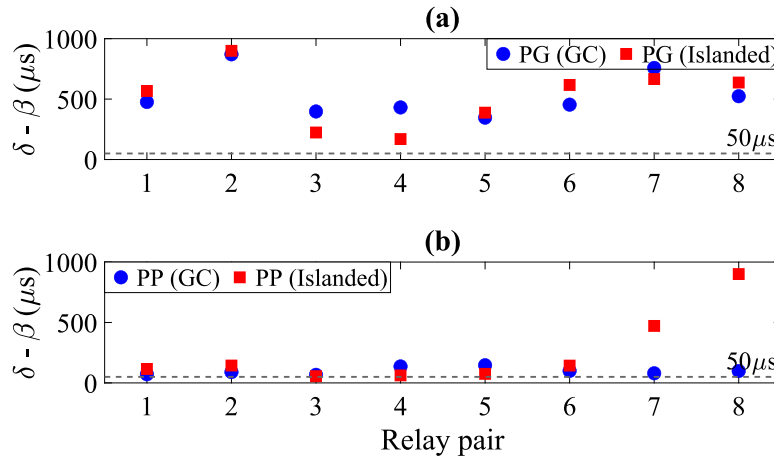 (a)
1000
PG (GC) PG (Islanded)
500
50μs
0
δ - β (μs)
1 2 3 4 5 6 7 8
(b)
1000
PP (GC) PP (Islanded)
500
50μs
0
δ - β (μs)
1 2 3 4 5 6 7 8
Relay pair